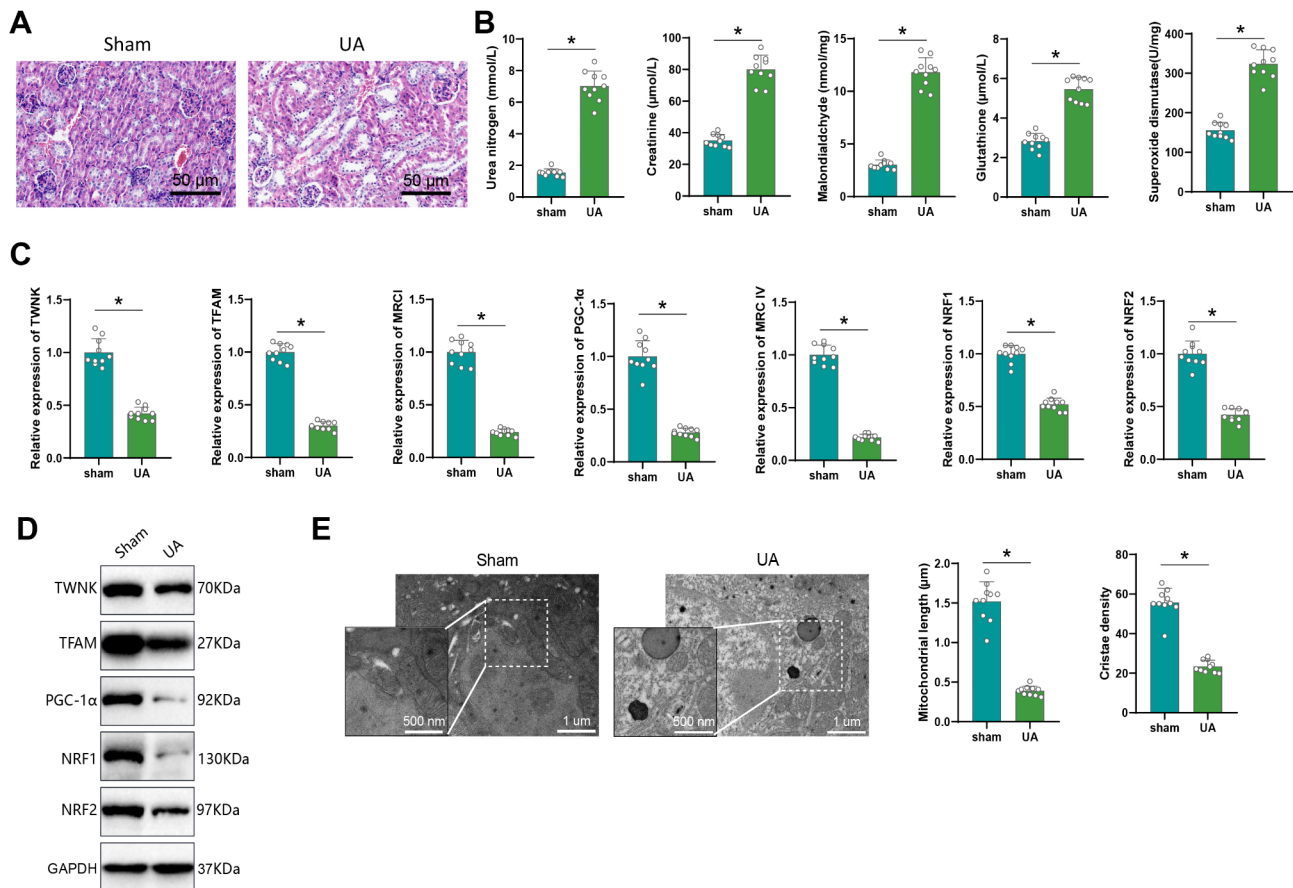 A
Sham
UA
50 µm
50 µm
B
Urea nitrogen (mmol/L)
10
8
6
4
2
0
*
sham
UA
Creatinine (µmol/L)
100
80
60
40
20
0
*
sham
UA
Malondialdchyde (nmol/mg)
15
10
5
0
*
sham
UA
Glutathione (µmol/L)
8
6
4
2
0
*
sham
UA
Superoxide dismutase(U/mg)
400
300
200
100
0
*
sham
UA
C
Relative expression of TWNK
1.5
1.0
0.5
0.0
*
sham
UA
Relative expression of TFAM
1.5
1.0
0.5
0.0
*
sham
UA
Relative expression of MRCI
1.5
1.0
0.5
0.0
*
sham
UA
Relative expression of PGC-1α
1.5
1.0
0.5
0.0
*
sham
UA
Relative expression of MRC IV
1.5
1.0
0.5
0.0
*
sham
UA
Relative expression of NRF1
1.5
1.0
0.5
0.0
*
sham
UA
Relative expression of NRF2
1.5
1.0
0.5
0.0
*
sham
UA
D
Sham UA
TWNK 70KDa
TFAM 27KDa
PGC-1α 92KDa
NRF1 130KDa
NRF2 97KDa
GAPDH 37KDa
E
Sham
500 nm
1 um
UA
500 nm
1 um
Mitochondrial length (µm)
2.0
1.5
1.0
0.5
0.0
*
sham
UA
Cristae density
80
60
40
20
0
*
sham
UA